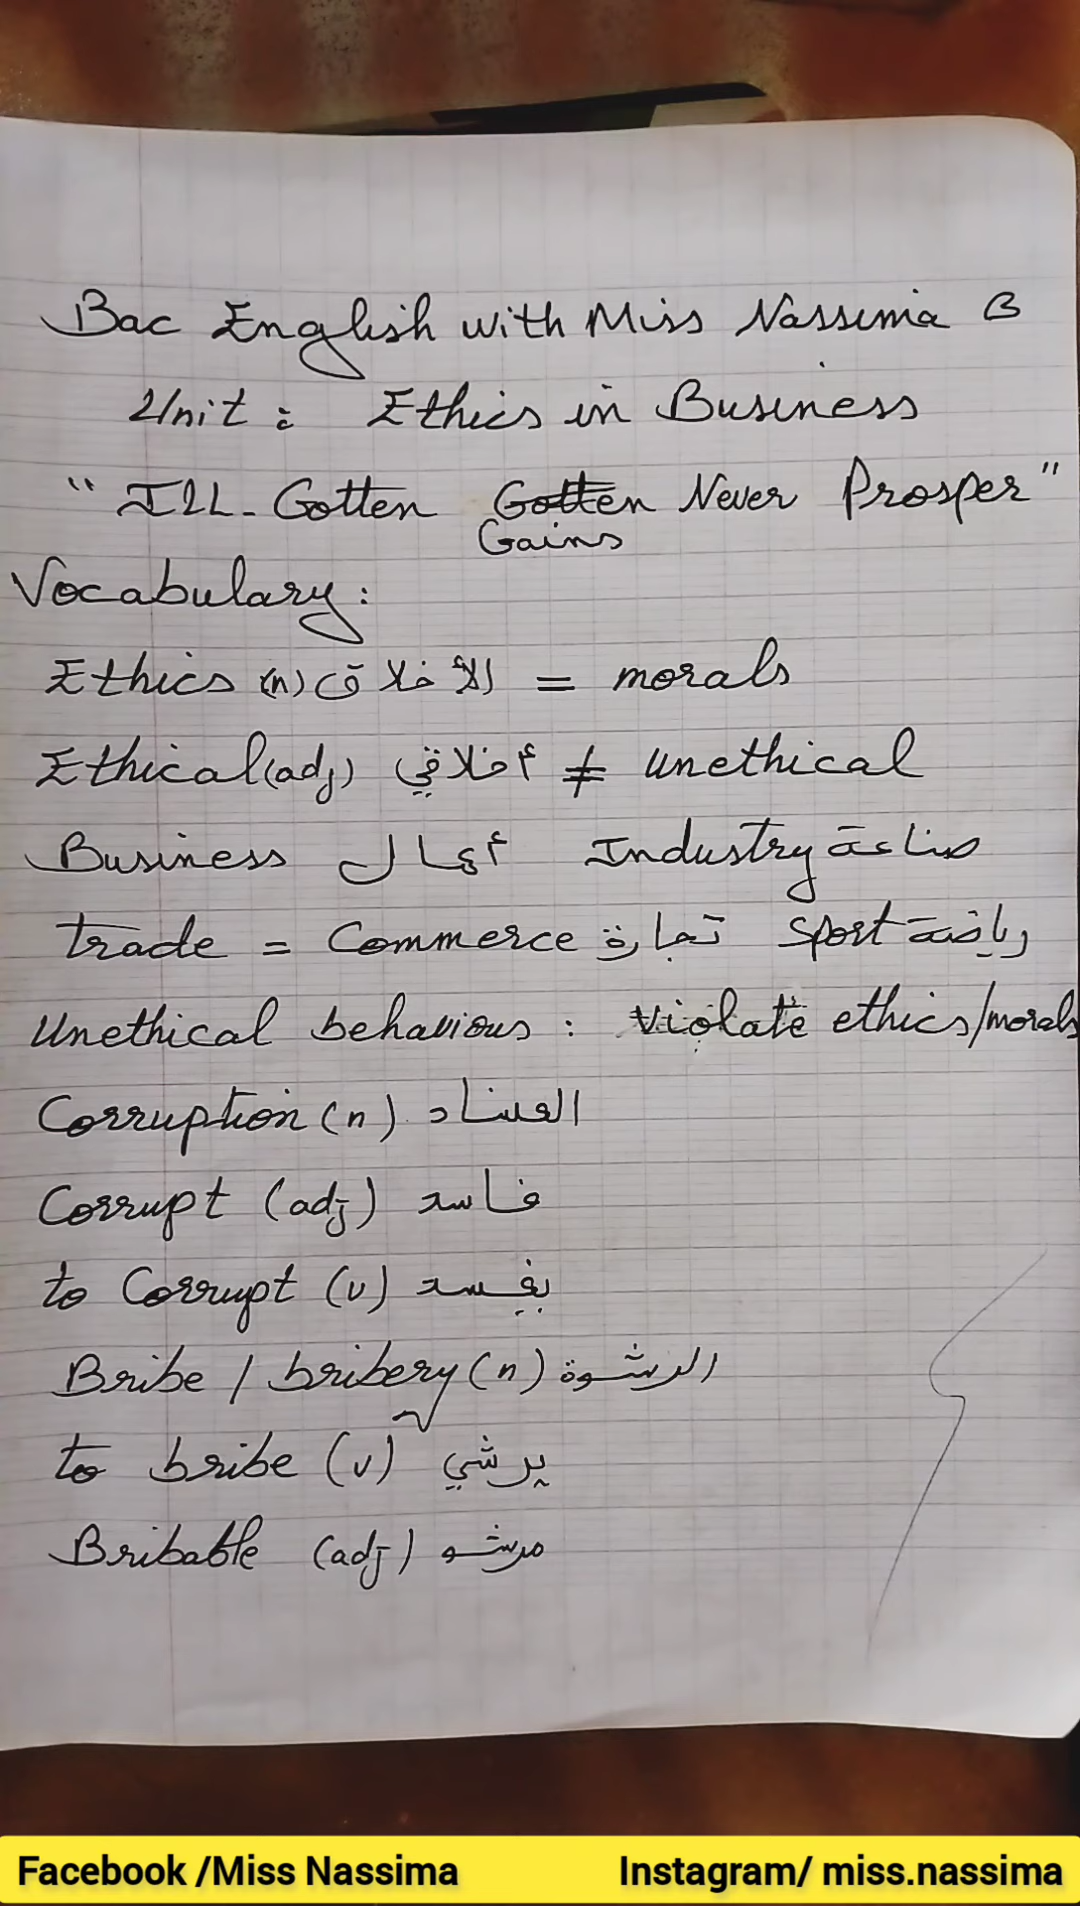 Bac English with Miss Nassima B
Unit : Ethics in Business
" ILL-Gotten Gotten Never Prosper "
Gains
Vocabulary :
Ethics (n) الأخلاق = morals
Ethical (adj) أخلاقي ≠ unethical
Business أعمال Industry صناعة
trade = Commerce تجارة Sport رياضة
Unethical behavious : violate ethics/morals
Corruption (n) الفساد
Corrupt (adj) فاسد
to Corrupt (v) يفسد
Bribe / bribery (n) الرشوة
to bribe (v) يرشي
Bribable (adj) مرشو
Facebook /Miss Nassima Instagram/ miss.nassima